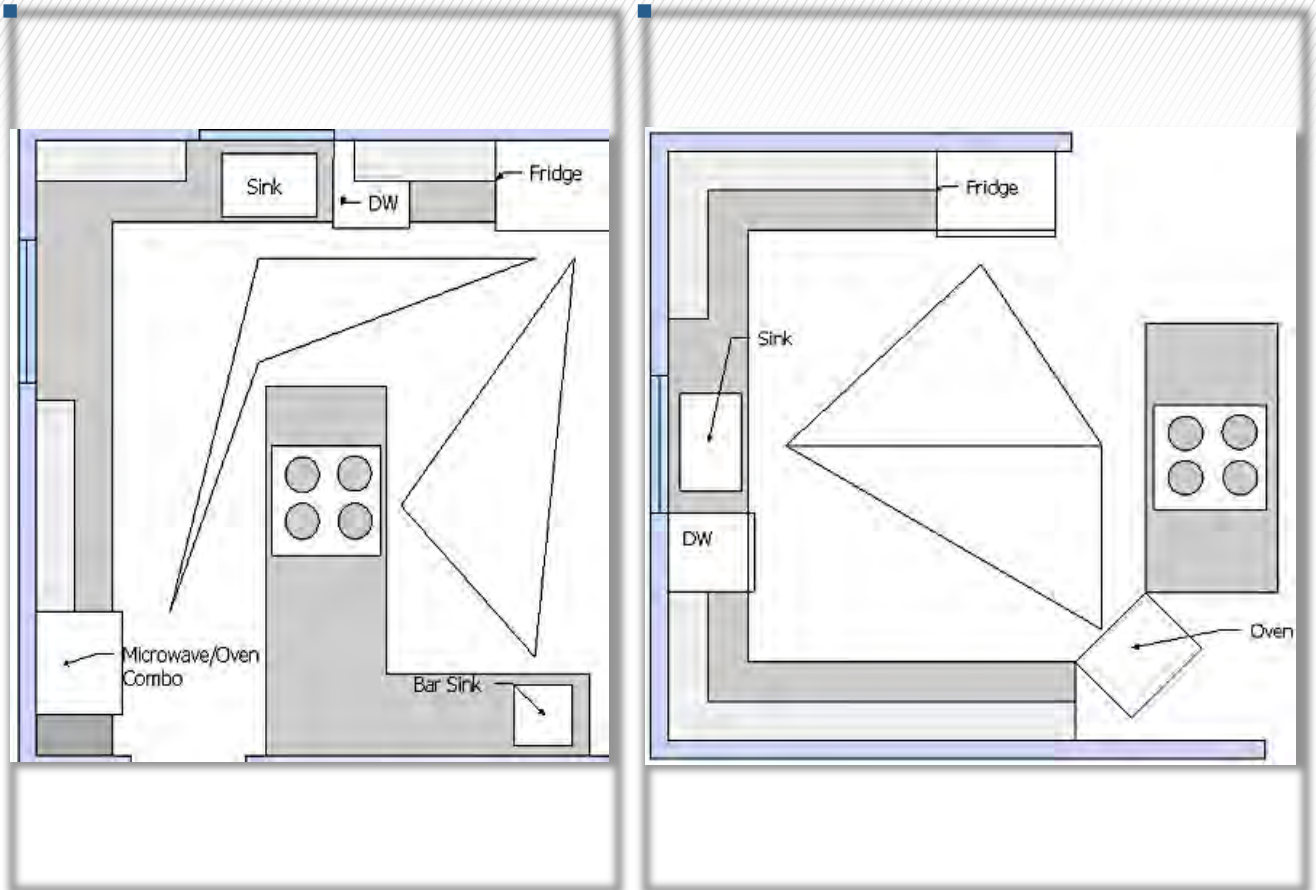 Sink
DW
Fridge
Microwave/Oven
Combo
Bar Sink
Fridge
Sink
DW
Oven